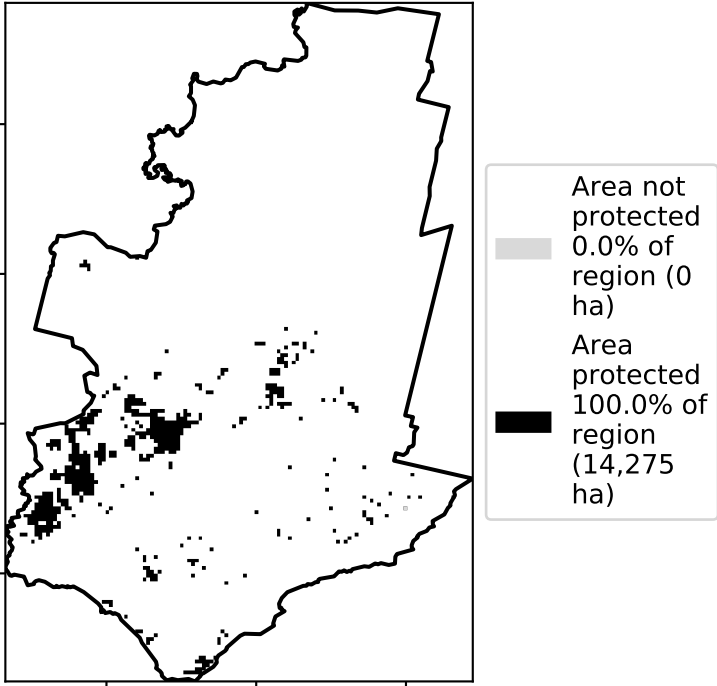 Area not
protected
0.0% of
region (0
ha)
Area
protected
100.0% of
region
(14,275
ha)